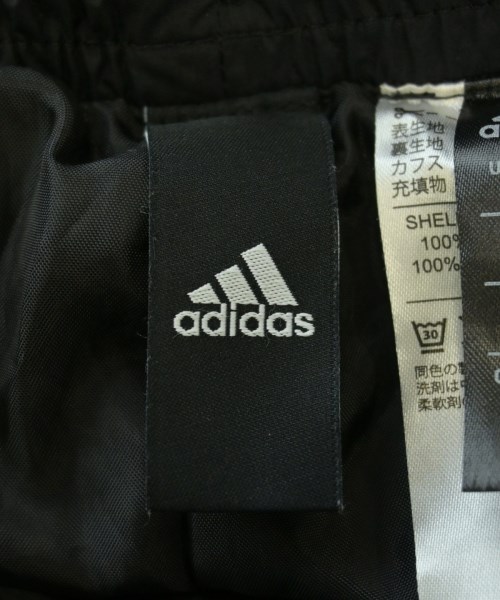 adidas
表生地
裏生地
カフス
充填物
SHEL
100%
100%
30
同色の
洗剤は
柔軟剤